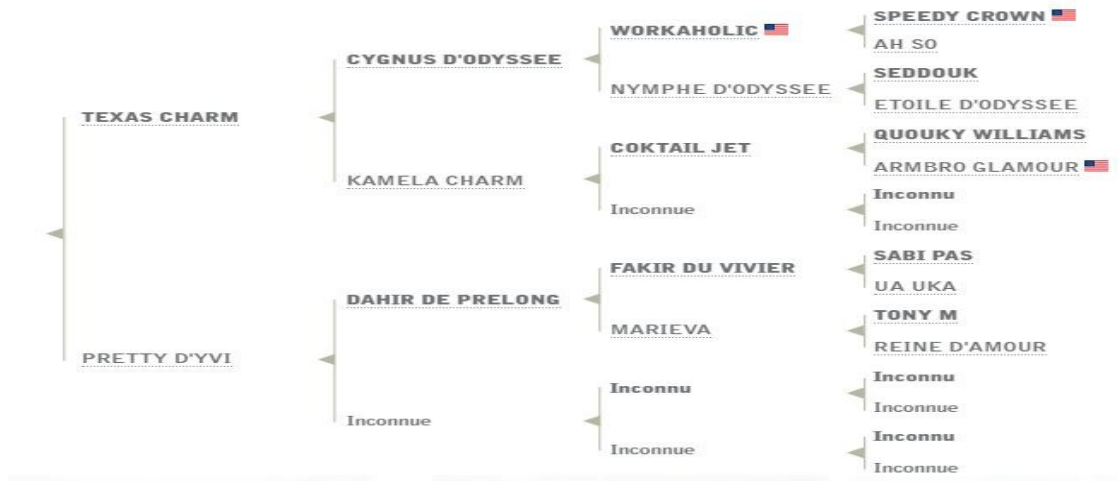 SPEEDY CROWN
WORKAHOLIC
AH SO
CYGNUS D'ODYSSEE
SEDDOUK
NYMPHE D'ODYSSEE
ETOILE D'ODYSSEE
TEXAS CHARM
QUOUKY WILLIAMS
COKTAIL JET
ARMBRO GLAMOUR
KAMELA CHARM
Inconnu
Inconnue
Inconnue
SABI PAS
FAKIR DU VIVIER
UA UKA
DAHIR DE PRELONG
TONY M
MARIEVA
REINE D'AMOUR
PRETTY D'YVI
Inconnu
Inconnu
Inconnue
Inconnue
Inconnu
Inconnue
Inconnue